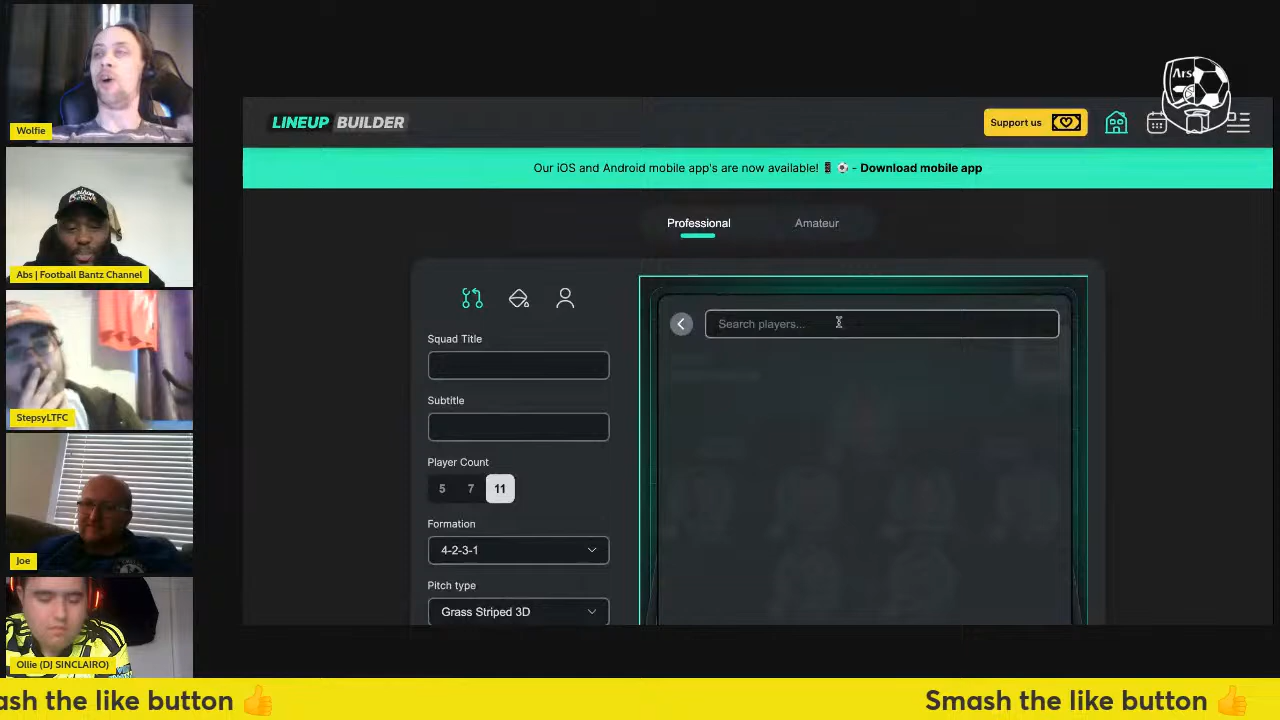 Wolfie
Abs | Football Bantz Channel
StepsyLTFC
Joe
Ollie (DJ SINCLAIRO)
LINEUP BUILDER
Support us
Our iOS and Android mobile app's are now available! 📱 ⚽ - Download mobile app
Professional
Amateur
Search players...
Squad Title
Subtitle
Player Count
5 7 11
Formation
4-2-3-1
Pitch type
Grass Striped 3D
ash the like button 👍
Smash the like button 👍